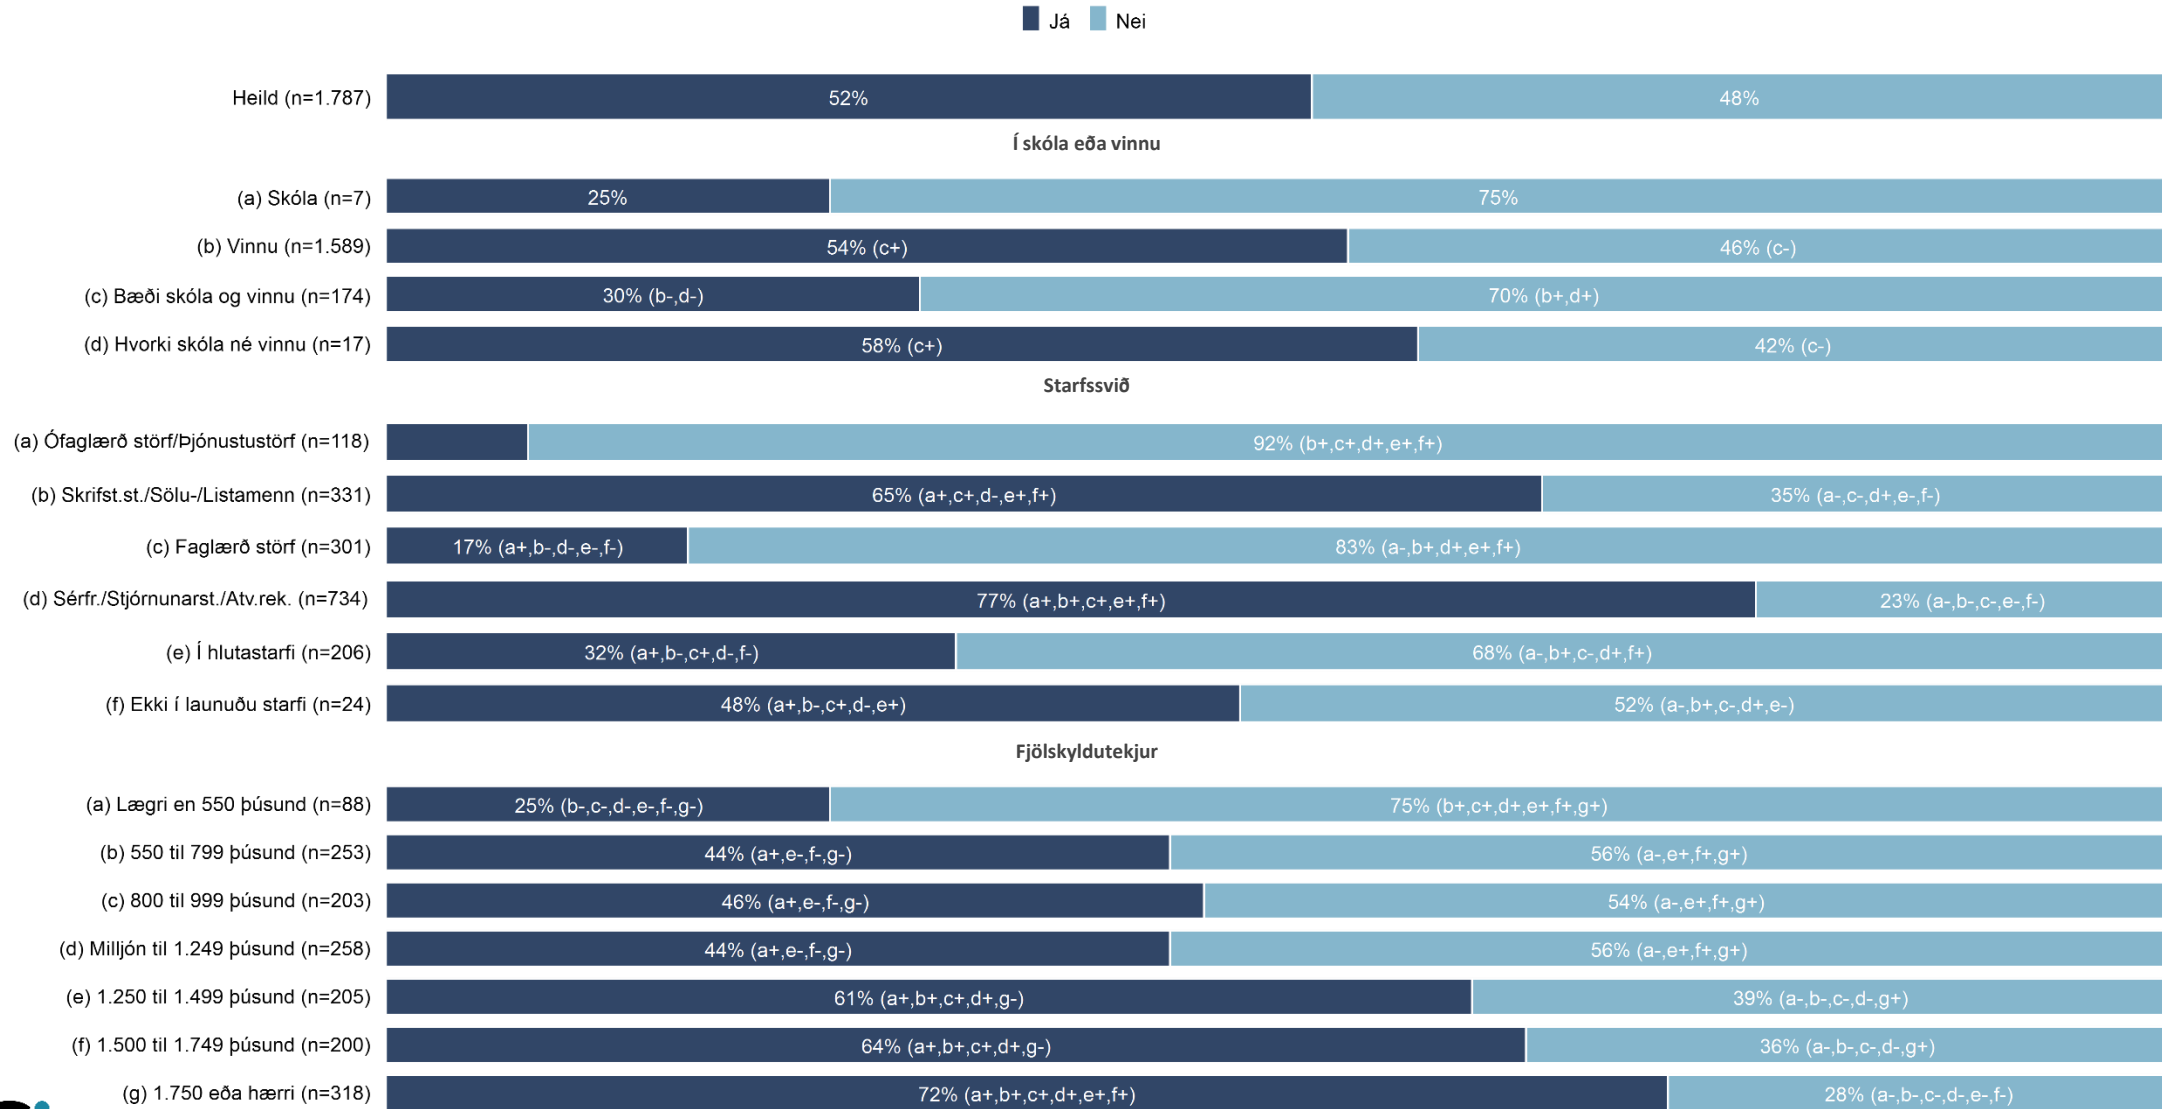 Já Nei
Heild (n=1.787) 52% 48%
Í skóla eða vinnu
(a) Skóla (n=7) 25% 75%
(b) Vinnu (n=1.589) 54% (c+) 46% (c-)
(c) Bæði skóla og vinnu (n=174) 30% (b-,d-) 70% (b+,d+)
(d) Hvorki skóla né vinnu (n=17) 58% (c+) 42% (c-)
Starfssvið
(a) Ófaglærð störf/Þjónustustörf (n=118) 92% (b+,c+,d+,e+,f+)
(b) Skrifst.st./Sölu-/Listamenn (n=331) 65% (a+,c+,d-,e+,f+) 35% (a-,c-,d+,e-,f-)
(c) Faglærð störf (n=301) 17% (a+,b-,d-,e-,f-) 83% (a-,b+,d+,e+,f+)
(d) Sérfr./Stjórnunarst./Atv.rek. (n=734) 77% (a+,b+,c+,e+,f+) 23% (a-,b-,c-,e-,f-)
(e) Í hlutastarfi (n=206) 32% (a+,b-,c+,d-,f-) 68% (a-,b+,c-,d+,f+)
(f) Ekki í launuðu starfi (n=24) 48% (a+,b-,c+,d-,e+) 52% (a-,b+,c-,d+,e-)
Fjölskyldutekjur
(a) Lægri en 550 þúsund (n=88) 25% (b-,c-,d-,e-,f-,g-) 75% (b+,c+,d+,e+,f+,g+)
(b) 550 til 799 þúsund (n=253) 44% (a+,e-,f-,g-) 56% (a-,e+,f+,g+)
(c) 800 til 999 þúsund (n=203) 46% (a+,e-,f-,g-) 54% (a-,e+,f+,g+)
(d) Milljón til 1.249 þúsund (n=258) 44% (a+,e-,f-,g-) 56% (a-,e+,f+,g+)
(e) 1.250 til 1.499 þúsund (n=205) 61% (a+,b+,c+,d+,g-) 39% (a-,b-,c-,d-,g+)
(f) 1.500 til 1.749 þúsund (n=200) 64% (a+,b+,c+,d+,g-) 36% (a-,b-,c-,d-,g+)
(g) 1.750 eða hærri (n=318) 72% (a+,b+,c+,d+,e+,f+) 28% (a-,b-,c-,d-,e-,f-)